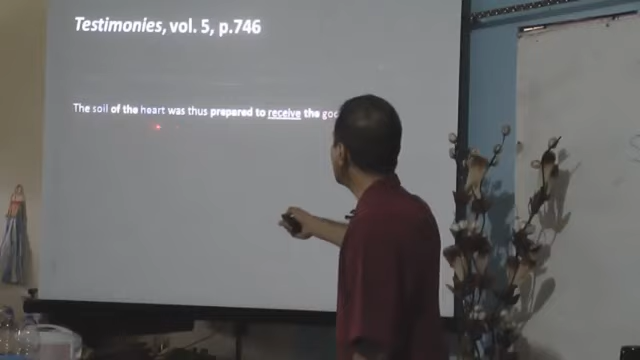 Testimonies, vol. 5, p.746
The soil of the heart was thus prepared to receive the